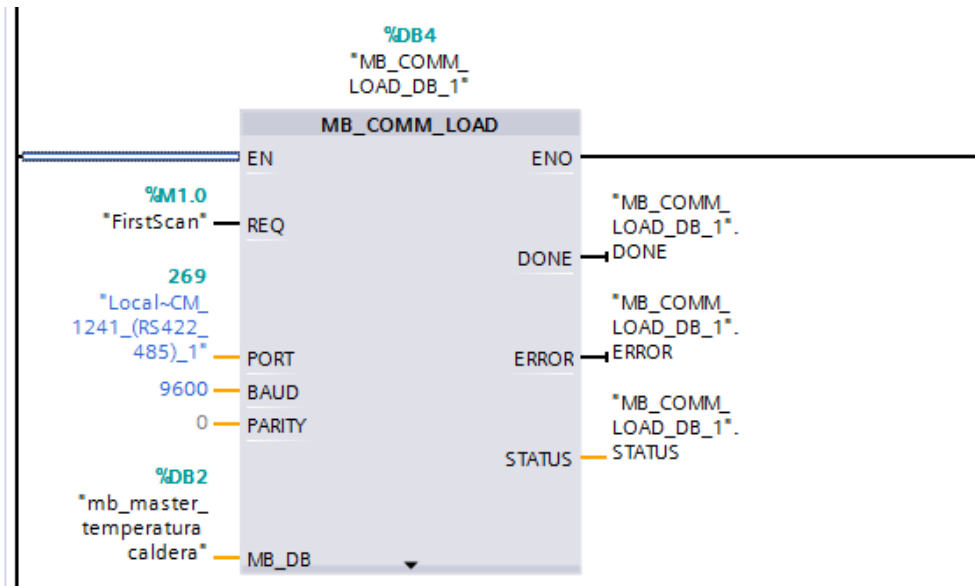 %DB4
"MB_COMM_
LOAD_DB_1"
MB_COMM_LOAD
EN
ENO
%M1.0
"FirstScan"
REQ
"MB_COMM_
LOAD_DB_1".
DONE
DONE
269
"Local~CM_
1241_(RS422_
485)_1"
PORT
"MB_COMM_
LOAD_DB_1".
ERROR
ERROR
9600
BAUD
0
PARITY
"MB_COMM_
LOAD_DB_1".
STATUS
STATUS
%DB2
"mb_master_
temperatura
caldera"
MB_DB